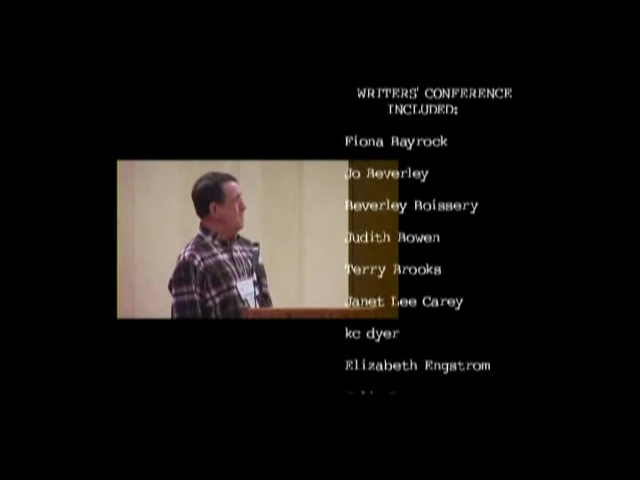 WRITERS' CONFERENCE
INCLUDED:
Fiona Bayrock
Jo Beverley
Beverley Boissery
Judith Bowen
Terry Brooks
Janet Lee Carey
kc dyer
Elizabeth Engstrom